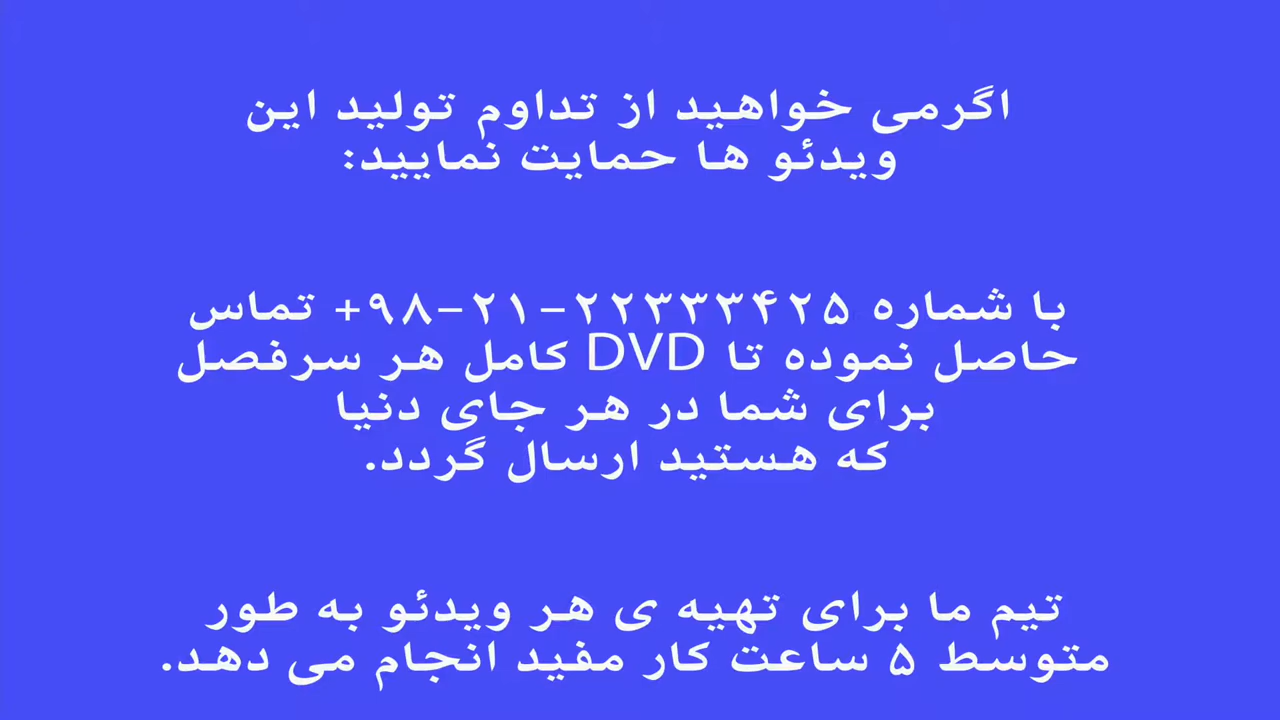 اگرمی خواهید از تداوم تولید این
ویدئو ها حمایت نمایید:
با شماره ۲۲۳۳۳۴۲۵-۲۱-۹۸+ تماس
حاصل نموده تا DVD کامل هر سرفصل
برای شما در هر جای دنیا
که هستید ارسال گردد.
تیم ما برای تهیه ی هر ویدئو به طور
متوسط ۵ ساعت کار مفید انجام می دهد.